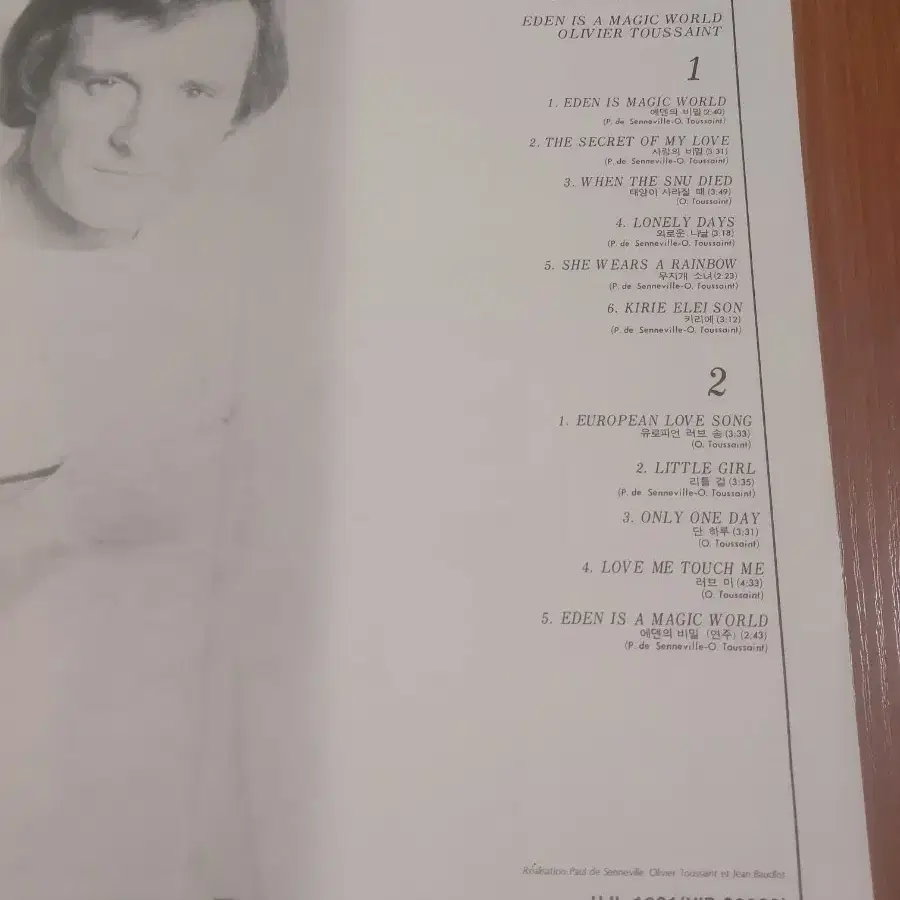 EDEN IS A MAGIC WORLD
OLIVIER TOUSSAINT
1
1. EDEN IS MAGIC WORLD
에덴의 비밀 (2:40)
(P. de Senneville-O. Toussaint)
2. THE SECRET OF MY LOVE
사랑의 비밀 (3:31)
(P. de Senneville-O. Toussaint)
3. WHEN THE SNU DIED
태양이 사라질 때 (3:49)
(O. Toussaint)
4. LONELY DAYS
외로운 나날 (3:18)
(P. de Senneville-O. Toussaint)
5. SHE WEARS A RAINBOW
무지개 소녀 (2:23)
(P. de Senneville-O. Toussaint)
6. KIRIE ELEI SON
키리에 (3:12)
(P. de Senneville-O. Toussaint)
2
1. EUROPEAN LOVE SONG
유로피언 러브 송 (3:33)
(O. Toussaint)
2. LITTLE GIRL
리틀 걸 (3:35)
(P. de Senneville-O. Toussaint)
3. ONLY ONE DAY
단 하루 (3:31)
(O. Toussaint)
4. LOVE ME TOUCH ME
러브 미 (4:33)
(O. Toussaint)
5. EDEN IS A MAGIC WORLD
에덴의 비밀 (연주) (2:43)
(P. de Senneville-O. Toussaint)
Réalisation: Paul de Senneville. Olivier Toussaint et Jean Baudlot